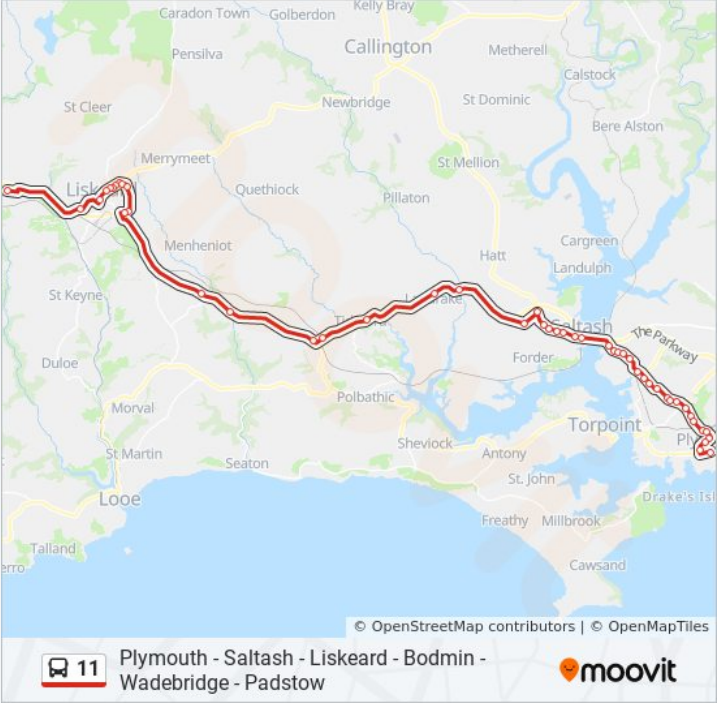 Caradon Town
Golberdon
Kelly Bray
Callington
Metherell
Pensilva
Calstock
St Cleer
Newbridge
St Dominic
Bere Alston
Merrymeet
St Mellion
Quethiock
Pillaton
Menheniot
Hatt
Cargreen
Landulph
St Keyne
Saltash
The Parkway
Duloe
Forder
Polbathic
Morval
Torpoint
Sheviock
Antony
St Martin
Seaton
St. John
Looe
Drake's Isl
Freathy
Millbrook
Talland
erro
Cawsand
© OpenStreetMap contributors | © OpenMapTiles
11
Plymouth - Saltash - Liskeard - Bodmin -
Wadebridge - Padstow
moovit